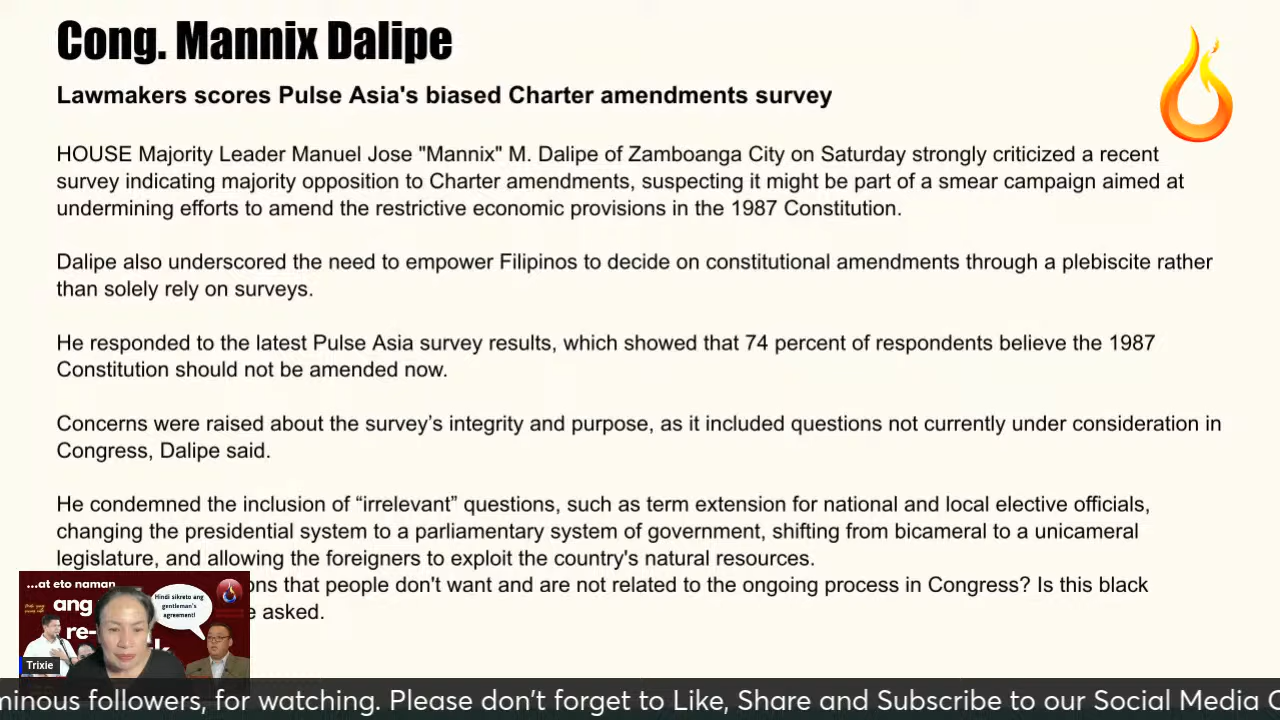 Cong. Mannix Dalipe
Lawmakers scores Pulse Asia's biased Charter amendments survey
HOUSE Majority Leader Manuel Jose "Mannix" M. Dalipe of Zamboanga City on Saturday strongly criticized a recent
survey indicating majority opposition to Charter amendments, suspecting it might be part of a smear campaign aimed at
undermining efforts to amend the restrictive economic provisions in the 1987 Constitution.
Dalipe also underscored the need to empower Filipinos to decide on constitutional amendments through a plebiscite rather
than solely rely on surveys.
He responded to the latest Pulse Asia survey results, which showed that 74 percent of respondents believe the 1987
Constitution should not be amended now.
Concerns were raised about the survey’s integrity and purpose, as it included questions not currently under consideration in
Congress, Dalipe said.
He condemned the inclusion of “irrelevant” questions, such as term extension for national and local elective officials,
changing the presidential system to a parliamentary system of government, shifting from bicameral to a unicameral
legislature, and allowing the foreigners to exploit the country's natural resources.
ons that people don't want and are not related to the ongoing process in Congress? Is this black
e asked.
...at eto naman
ang
re-
Hindi sikreto ang
gentleman's
agreement!
Trixie
minous followers, for watching. Please don't forget to Like, Share and Subscribe to our Social Media